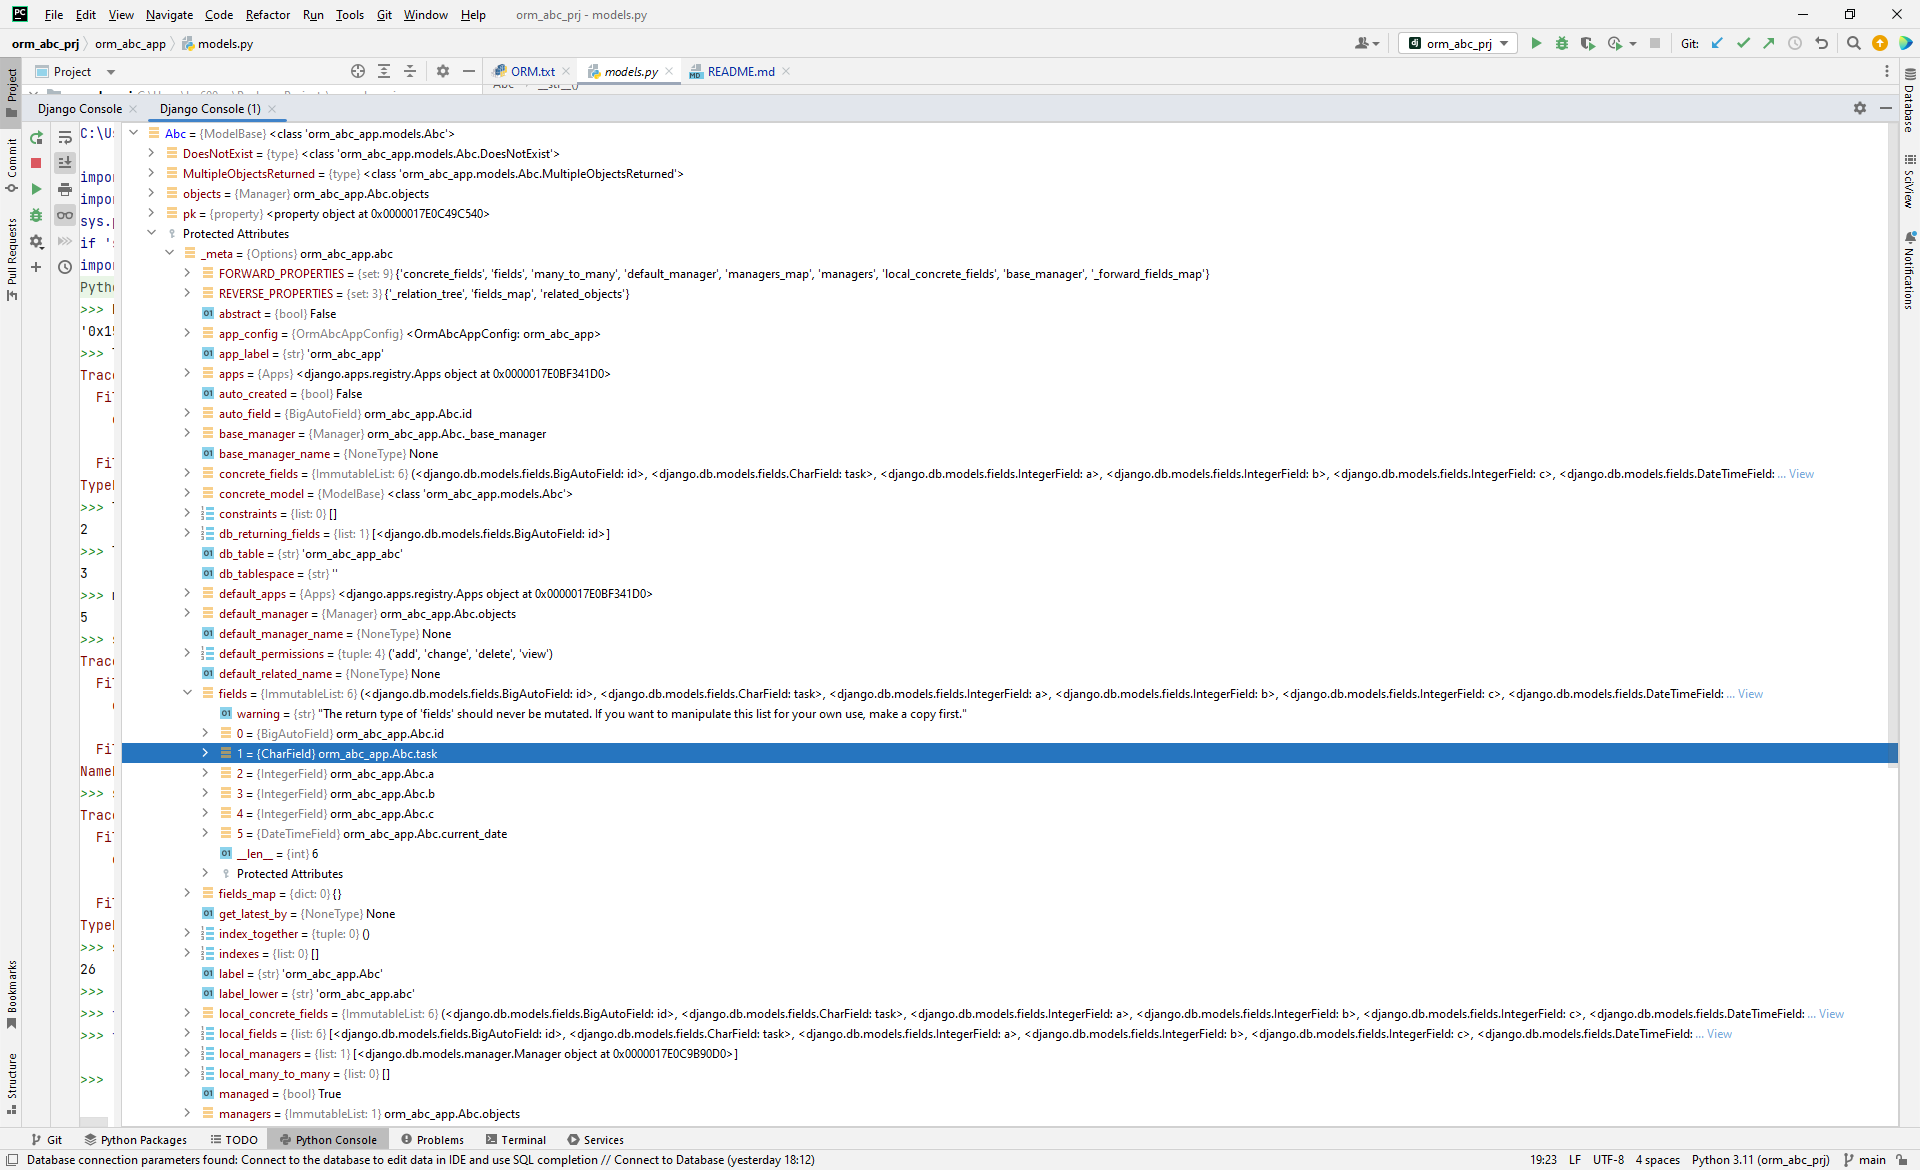 File Edit View Navigate Code Refactor Run Tools Git Window Help orm_abc_prj - models.py
orm_abc_prj orm_abc_app models.py orm_abc_prj Git:
Project ORM.txt models.py README.md
Django Console Django Console (1)
Abc = {ModelBase} <class 'orm_abc_app.models.Abc'>
DoesNotExist = {type} <class 'orm_abc_app.models.Abc.DoesNotExist'>
MultipleObjectsReturned = {type} <class 'orm_abc_app.models.Abc.MultipleObjectsReturned'>
objects = {Manager} orm_abc_app.Abc.objects
pk = {property} <property object at 0x0000017E0C49C540>
Protected Attributes
_meta = {Options} orm_abc_app.abc
FORWARD_PROPERTIES = {set: 9} {'concrete_fields', 'fields', 'many_to_many', 'default_manager', 'managers_map', 'managers', 'local_concrete_fields', 'base_manager', '_forward_fields_map'}
REVERSE_PROPERTIES = {set: 3} {'_relation_tree', 'fields_map', 'related_objects'}
abstract = {bool} False
app_config = {OrmAbcAppConfig} <OrmAbcAppConfig: orm_abc_app>
app_label = {str} 'orm_abc_app'
apps = {Apps} <django.apps.registry.Apps object at 0x0000017E0BF341D0>
auto_created = {bool} False
auto_field = {BigAutoField} orm_abc_app.Abc.id
base_manager = {Manager} orm_abc_app.Abc._base_manager
base_manager_name = {NoneType} None
concrete_fields = {ImmutableList: 6} (<django.db.models.fields.BigAutoField: id>, <django.db.models.fields.CharField: task>, <django.db.models.fields.IntegerField: a>, <django.db.models.fields.IntegerField: b>, <django.db.models.fields.IntegerField: c>, <django.db.models.fields.DateTimeField: ... View
concrete_model = {ModelBase} <class 'orm_abc_app.models.Abc'>
constraints = {list: 0} []
db_returning_fields = {list: 1} [<django.db.models.fields.BigAutoField: id>]
db_table = {str} 'orm_abc_app_abc'
db_tablespace = {str} ''
default_apps = {Apps} <django.apps.registry.Apps object at 0x0000017E0BF341D0>
default_manager = {Manager} orm_abc_app.Abc.objects
default_manager_name = {NoneType} None
default_permissions = {tuple: 4} ('add', 'change', 'delete', 'view')
default_related_name = {NoneType} None
fields = {ImmutableList: 6} (<django.db.models.fields.BigAutoField: id>, <django.db.models.fields.CharField: task>, <django.db.models.fields.IntegerField: a>, <django.db.models.fields.IntegerField: b>, <django.db.models.fields.IntegerField: c>, <django.db.models.fields.DateTimeField: ... View
warning = {str} "The return type of 'fields' should never be mutated. If you want to manipulate this list for your own use, make a copy first."
0 = {BigAutoField} orm_abc_app.Abc.id
1 = {CharField} orm_abc_app.Abc.task
2 = {IntegerField} orm_abc_app.Abc.a
3 = {IntegerField} orm_abc_app.Abc.b
4 = {IntegerField} orm_abc_app.Abc.c
5 = {DateTimeField} orm_abc_app.Abc.current_date
__len__ = {int} 6
Protected Attributes
fields_map = {dict: 0} {}
get_latest_by = {NoneType} None
index_together = {tuple: 0} ()
indexes = {list: 0} []
label = {str} 'orm_abc_app.Abc'
label_lower = {str} 'orm_abc_app.abc'
local_concrete_fields = {ImmutableList: 6} (<django.db.models.fields.BigAutoField: id>, <django.db.models.fields.CharField: task>, <django.db.models.fields.IntegerField: a>, <django.db.models.fields.IntegerField: b>, <django.db.models.fields.IntegerField: c>, <django.db.models.fields.DateTimeField: ... View
local_fields = {list: 6} [<django.db.models.fields.BigAutoField: id>, <django.db.models.fields.CharField: task>, <django.db.models.fields.IntegerField: a>, <django.db.models.fields.IntegerField: b>, <django.db.models.fields.IntegerField: c>, <django.db.models.fields.DateTimeField: ... View
local_managers = {list: 1} [<django.db.models.manager.Manager object at 0x0000017E0C9B90D0>]
local_many_to_many = {list: 0} []
managed = {bool} True
managers = {ImmutableList: 1} orm_abc_app.Abc.objects
C:\Us
impor
impor
sys.p
if 's
impor
Pytho
>>>
'0x15
>>>
Trace
Fil
Fil
TypeE
>>>
2
>>>
3
>>>
5
>>>
Trace
Fil
Fil
NameE
>>>
Trace
Fil
Fil
TypeE
>>>
26
>>>
>>>
>>>
>>>
Project
Commit
Pull Requests
Bookmarks
Structure
Database
SciView
Notifications
Git Python Packages TODO Python Console Problems Terminal Services
Database connection parameters found: Connect to the database to edit data in IDE and use SQL completion // Connect to Database (yesterday 18:12) 19:23 LF UTF-8 4 spaces Python 3.11 (orm_abc_prj) main